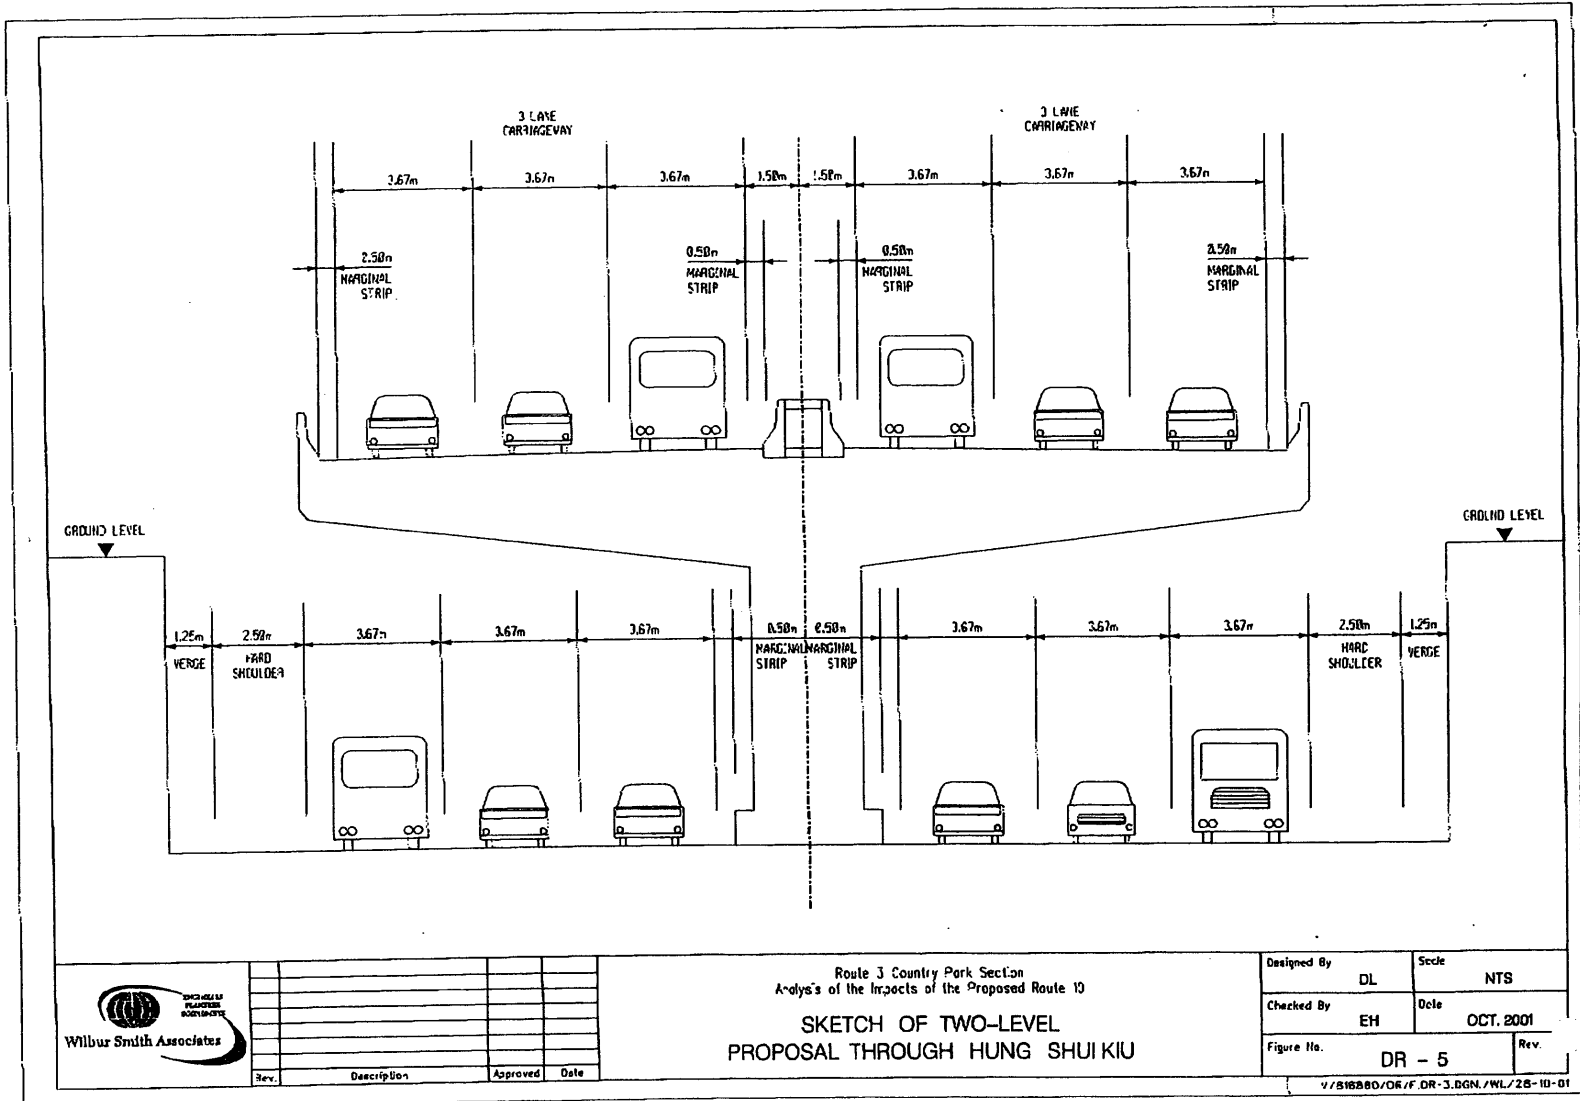 3 LANE
CARRIAGEWAY
3 LANE
CARRIAGEWAY
3.67m 3.67m 3.67m 1.50m 1.50m 3.67m 3.67m 3.67m
2.50m
MARGINAL
STRIP
0.50m
MARGINAL
STRIP
0.50m
MARGINAL
STRIP
MARGINAL
STRIP
GROUND LEVEL
GROUND LEVEL
1.25m 2.50m 3.67m 3.67m 3.67m 0.50m 0.50m 3.67m 3.67m 3.67m 2.50m 1.25m
VERGE
HARD
SHOULDER
MARGINAL
STRIP
MARGINAL
STRIP
HARD
SHOULDER
VERGE
Wilbur Smith Associates
Rev. Description Approved Date
Route 3 Country Park Section
Analysis of the Impacts of the Proposed Route 10
SKETCH OF TWO-LEVEL
PROPOSAL THROUGH HUNG SHUI KIU
Designed By
DL
Scale
NTS
Checked By
EH
Date
OCT. 2001
Figure No.
DR - 5
Rev.